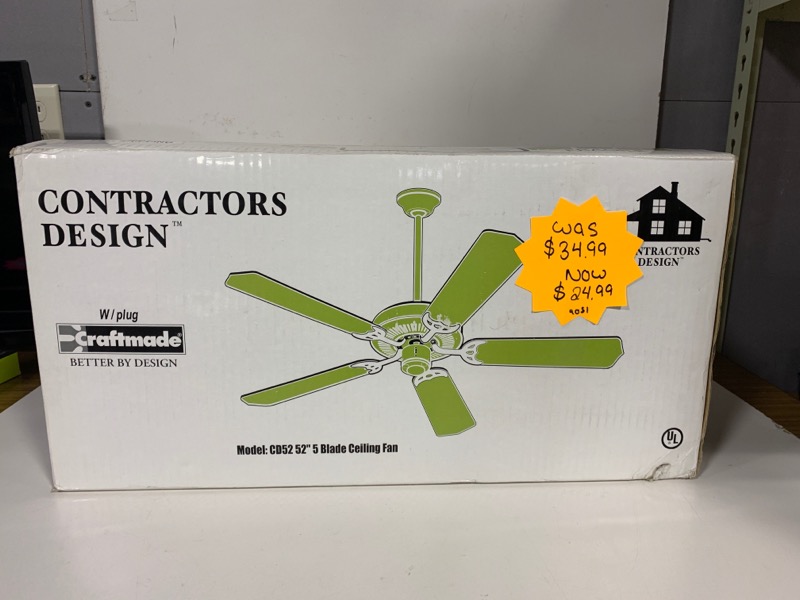 CONTRACTORS
DESIGN™
W/ plug
Craftmade®
BETTER BY DESIGN
Model: CD52 52" 5 Blade Ceiling Fan
was
$34.99
NOW
$24.99
NTRACTORS
DESIGN™
UL